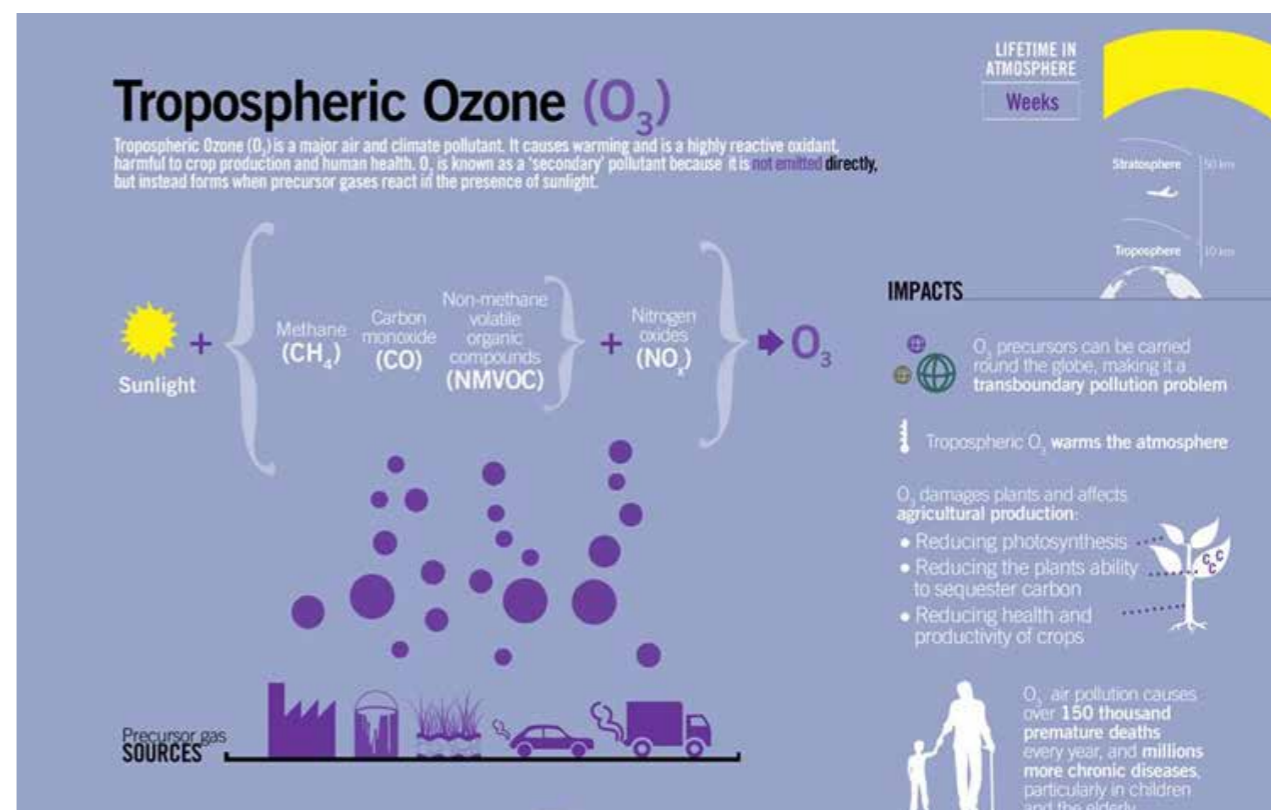 Tropospheric Ozone (O₃)
Tropospheric Ozone (O₃) is a major air and climate pollutant. It causes warming and is a highly reactive oxidant,
harmful to crop production and human health. O₃ is known as a 'secondary' pollutant because it is not emitted directly,
but instead forms when precursor gases react in the presence of sunlight.
LIFETIME IN
ATMOSPHERE
Weeks
Stratosphere 50 km
Troposphere 10 km
Sunlight
+
Methane
(CH₄)
Carbon
monoxide
(CO)
Non-methane
volatile
organic
compounds
(NMVOC)
+
Nitrogen
oxides
(NOₓ)
O₃
Precursor gas
SOURCES
IMPACTS
O₃ precursors can be carried
round the globe, making it a
transboundary pollution problem
Tropospheric O₃ warms the atmosphere
O₃ damages plants and affects
agricultural production:
• Reducing photosynthesis
• Reducing the plants ability
to sequester carbon
• Reducing health and
productivity of crops
C C
C
O₃ air pollution causes
over 150 thousand
premature deaths
every year, and millions
more chronic diseases,
particularly in children
and the elderly